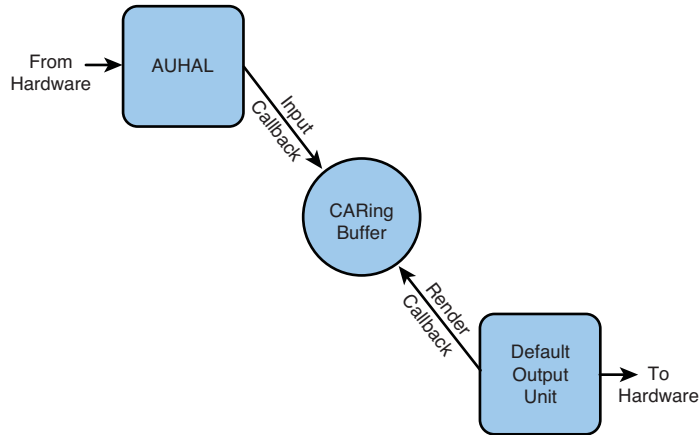 From
Hardware
AUHAL
Input
Callback
CARing
Buffer
Render
Callback
Default
Output
Unit
To
Hardware